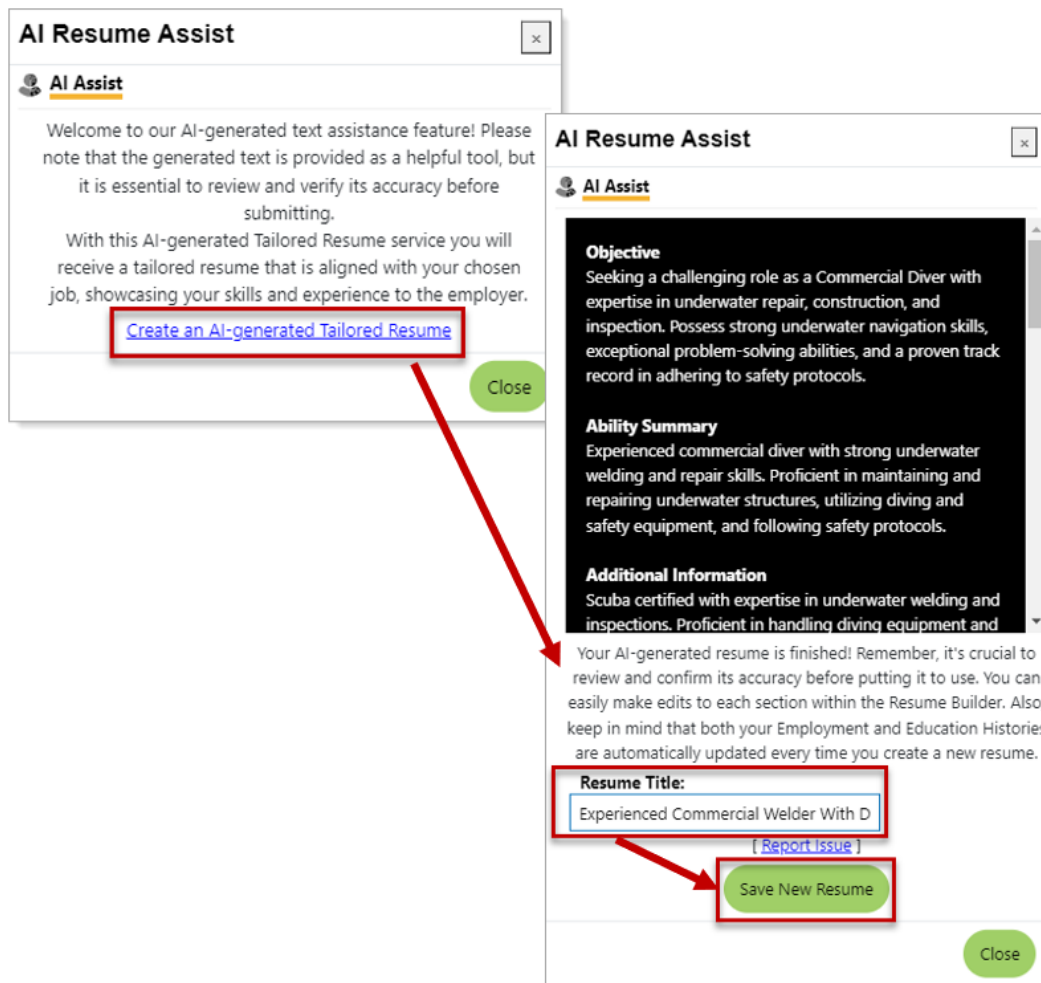 AI Resume Assist
×
AI Assist
Welcome to our AI-generated text assistance feature! Please
note that the generated text is provided as a helpful tool, but
it is essential to review and verify its accuracy before
submitting.
With this AI-generated Tailored Resume service you will
receive a tailored resume that is aligned with your chosen
job, showcasing your skills and experience to the employer.
Create an AI-generated Tailored Resume
Close
AI Resume Assist
×
AI Assist
Objective
Seeking a challenging role as a Commercial Diver with
expertise in underwater repair, construction, and
inspection. Possess strong underwater navigation skills,
exceptional problem-solving abilities, and a proven track
record in adhering to safety protocols.
Ability Summary
Experienced commercial diver with strong underwater
welding and repair skills. Proficient in maintaining and
repairing underwater structures, utilizing diving and
safety equipment, and following safety protocols.
Additional Information
Scuba certified with expertise in underwater welding and
inspections. Proficient in handling diving equipment and
Your AI-generated resume is finished! Remember, it's crucial to
review and confirm its accuracy before putting it to use. You can
easily make edits to each section within the Resume Builder. Also
keep in mind that both your Employment and Education Histories
are automatically updated every time you create a new resume.
Resume Title:
Experienced Commercial Welder With D
[ Report Issue ]
Save New Resume
Close